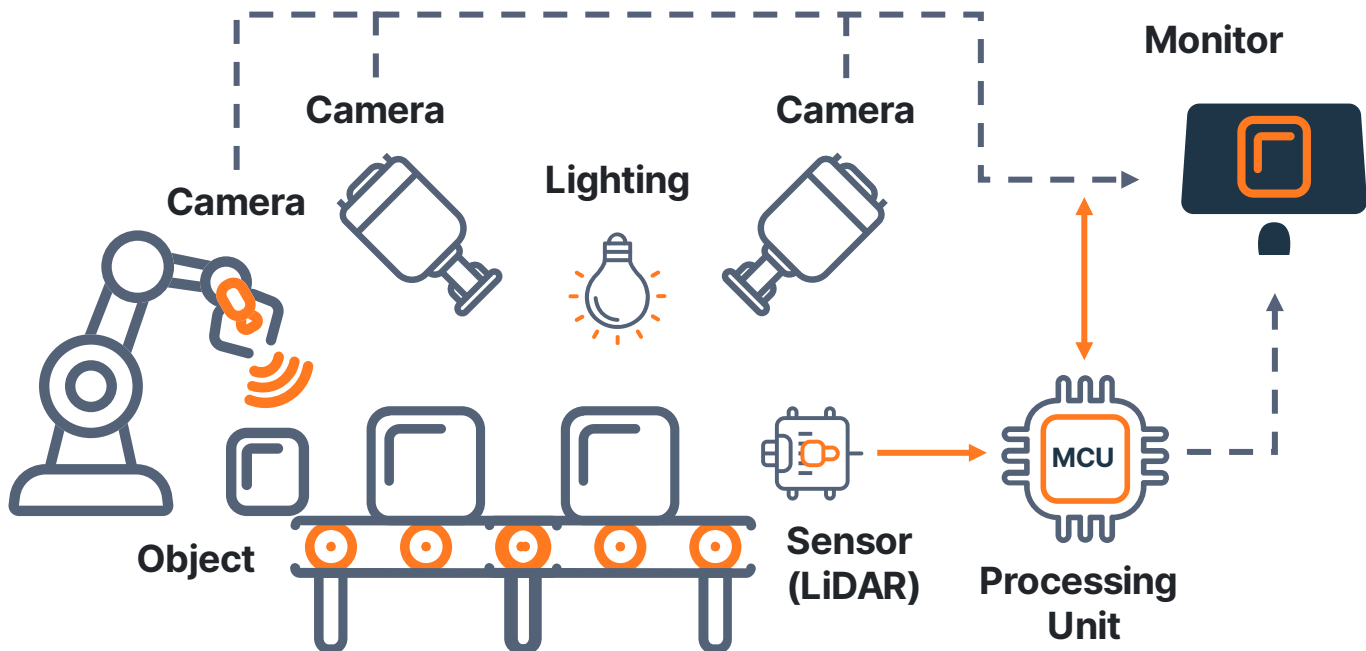 Monitor
Camera
Camera
Lighting
Camera
MCU
Object
Sensor
(LiDAR)
Processing
Unit